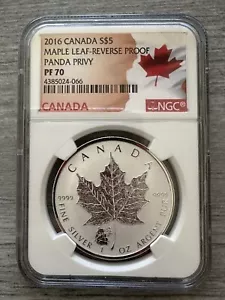 2016 CANADA S$5
MAPLE LEAF-REVERSE PROOF
PANDA PRIVY
PF 70
4385024-066
CANADA
NGC
CANADA
9999 9999
FINE SILVER 1 OZ ARGENT PUR